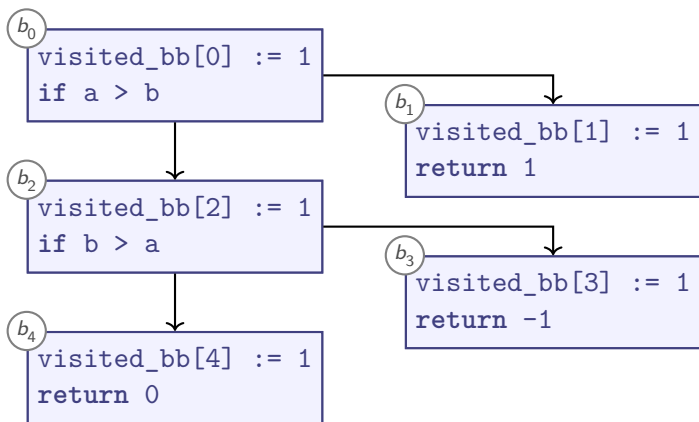 b0
visited_bb[0] := 1
if a > b
b1
visited_bb[1] := 1
return 1
b2
visited_bb[2] := 1
if b > a
b3
visited_bb[3] := 1
return -1
b4
visited_bb[4] := 1
return 0